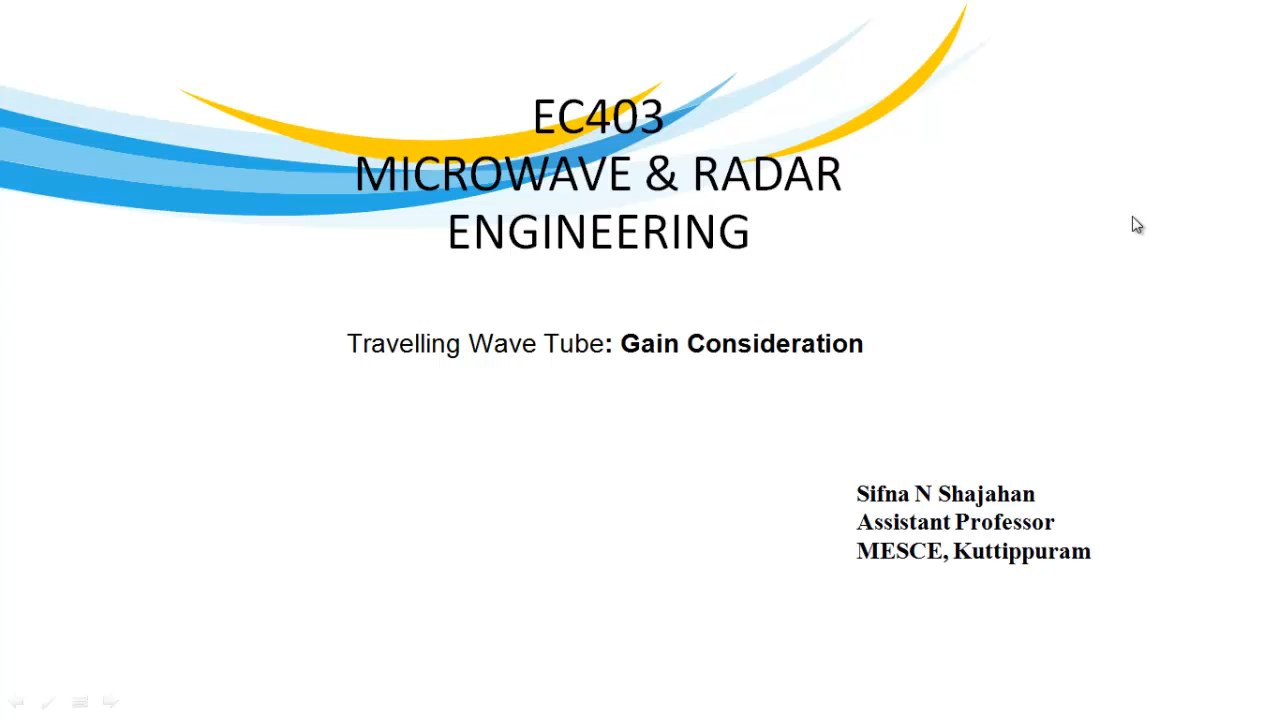 EC403
MICROWAVE & RADAR
ENGINEERING
Travelling Wave Tube: Gain Consideration
Sifna N Shajahan
Assistant Professor
MESCE, Kuttippuram